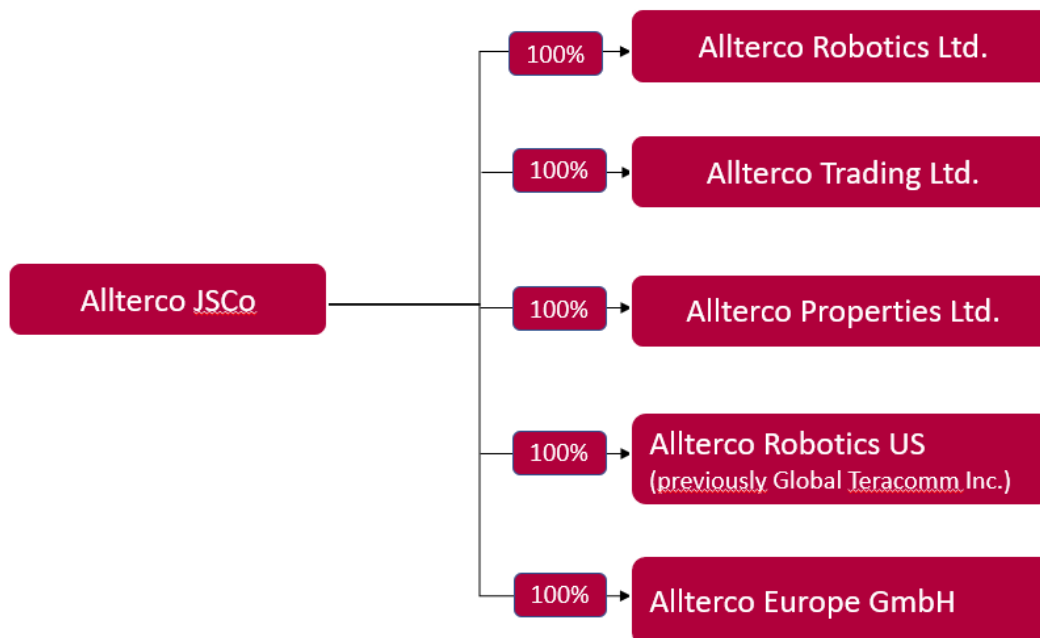 100%
Allterco Robotics Ltd.
100%
Allterco Trading Ltd.
Allterco JSCo
100%
Allterco Properties Ltd.
100%
Allterco Robotics US
(previously Global Teracomm Inc.)
100%
Allterco Europe GmbH